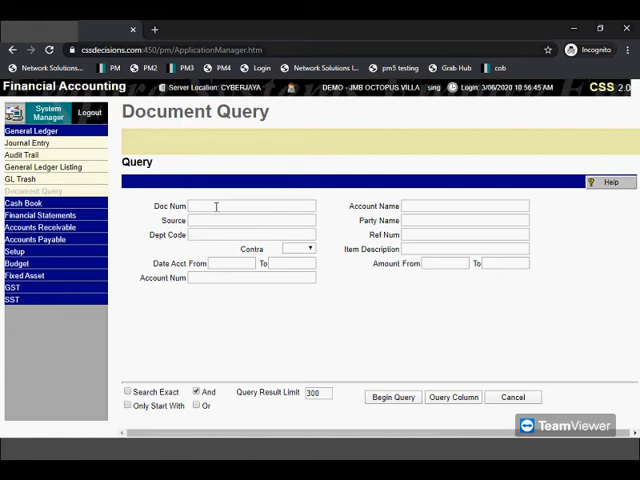 cssdecisions.com:450/pm/ApplicationManager.htm
Incognito
Network Solutions... PM PM2 Login Network Solutions... PM3 PM4 pm5 testing Grab Hub cob
Financial Accounting
Server Location: CYBERJAYA
DEMO - JMB OCTOPUS VILLA
sing
Login: 3/06/2020 10:56:45 AM
CSS 2.0
System Manager
Logout
General Ledger
Journal Entry
Audit Trail
General Ledger Listing
GL Trash
Document Query
Cash Book
Financial Statements
Accounts Receivable
Accounts Payable
Setup
Budget
Fixed Asset
GST
SST
Document Query
Query
? Help
Doc Num
Account Name
Source
Party Name
Dept Code
Ref Num
Contra
Item Description
Date Acct From To
Amount From To
Account Num
Search Exact
And
Query Result Limit 300
Begin Query
Query Column
Cancel
Only Start With
Or
TeamViewer